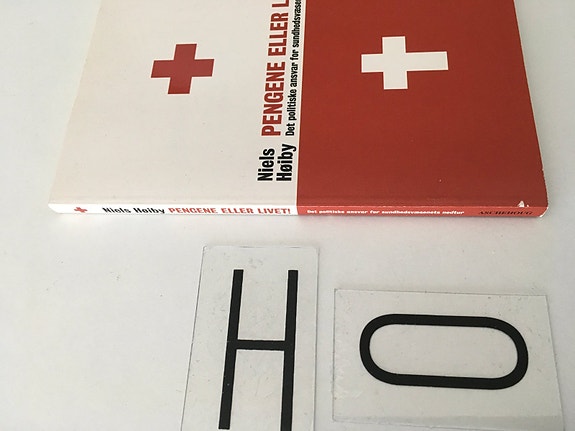 Niels
Høiby
PENGENE ELLER L
Det politiske ansvar for sundhedsvæsen
Niels Høiby PENGENE ELLER LIVET! Det politiske ansvar for sundhedsvæsenets nedtur ASCHEHOUG
H O